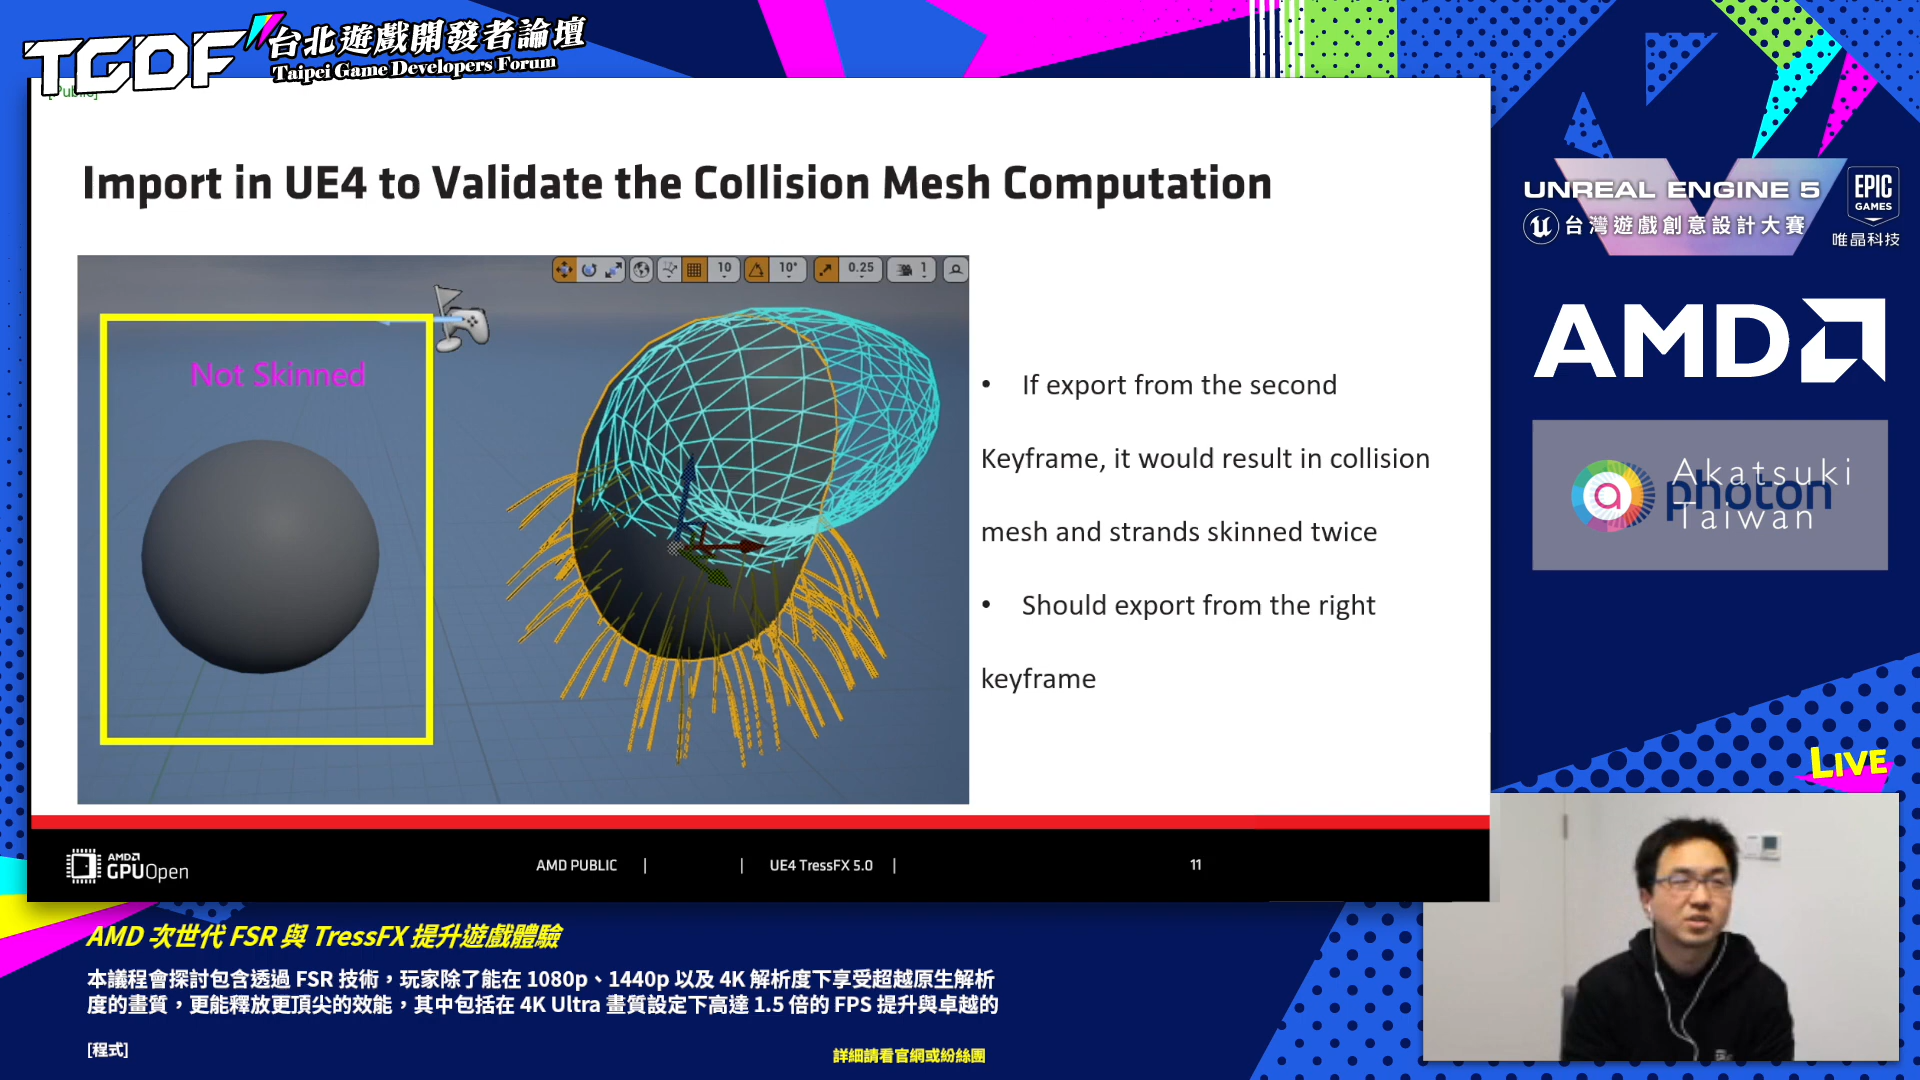 TGDF 台北遊戲開發者論壇
Taipei Game Developers Forum
[Public]
Import in UE4 to Validate the Collision Mesh Computation
10
10°
0.25
1
Not Skinned
• If export from the second
Keyframe, it would result in collision
mesh and strands skinned twice
• Should export from the right
keyframe
AMD
GPUOpen
AMD PUBLIC | | UE4 TressFX 5.0 | 11
UNREAL ENGINE 5
台灣遊戲創意設計大賽
EPIC
GAMES
唯晶科技
AMD
Akatsuki
photon
Taiwan
LIVE
AMD 次世代 FSR 與 TressFX 提升遊戲體驗
本議程會探討包含透過 FSR 技術，玩家除了能在 1080p、1440p 以及 4K 解析度下享受超越原生解析
度的畫質，更能釋放更頂尖的效能，其中包括在 4K Ultra 畫質設定下高達 1.5 倍的 FPS 提升與卓越的
[程式]
詳細請看官網或紛絲團